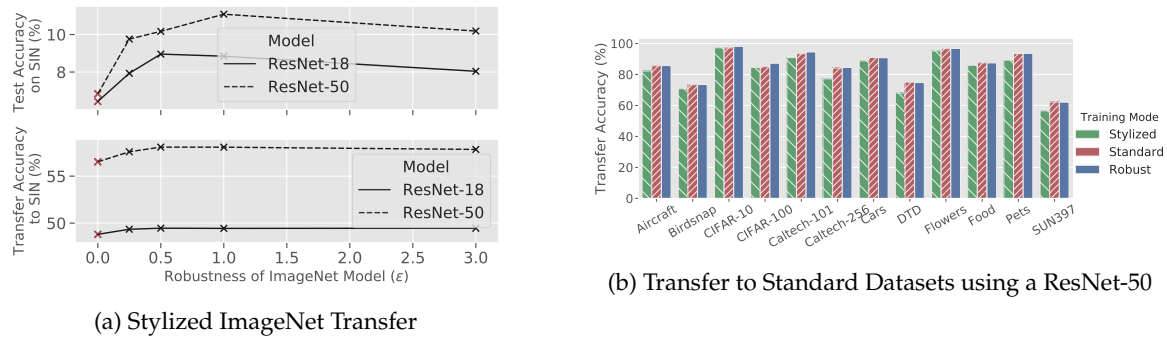 Test Accuracy
on SIN (%)
10
8
Model
ResNet-18
ResNet-50
Transfer Accuracy
to SIN (%)
55
50
Model
ResNet-18
ResNet-50
0.0 0.5 1.0 1.5 2.0 2.5 3.0
Robustness of ImageNet Model (ε)
(a) Stylized ImageNet Transfer
Transfer Accuracy (%)
100
80
60
40
20
0
Aircraft
Birdsnap
CIFAR-10
CIFAR-100
Caltech-101
Caltech-256
Cars
DTD
Flowers
Food
Pets
SUN397
Training Mode
Stylized
Standard
Robust
(b) Transfer to Standard Datasets using a ResNet-50